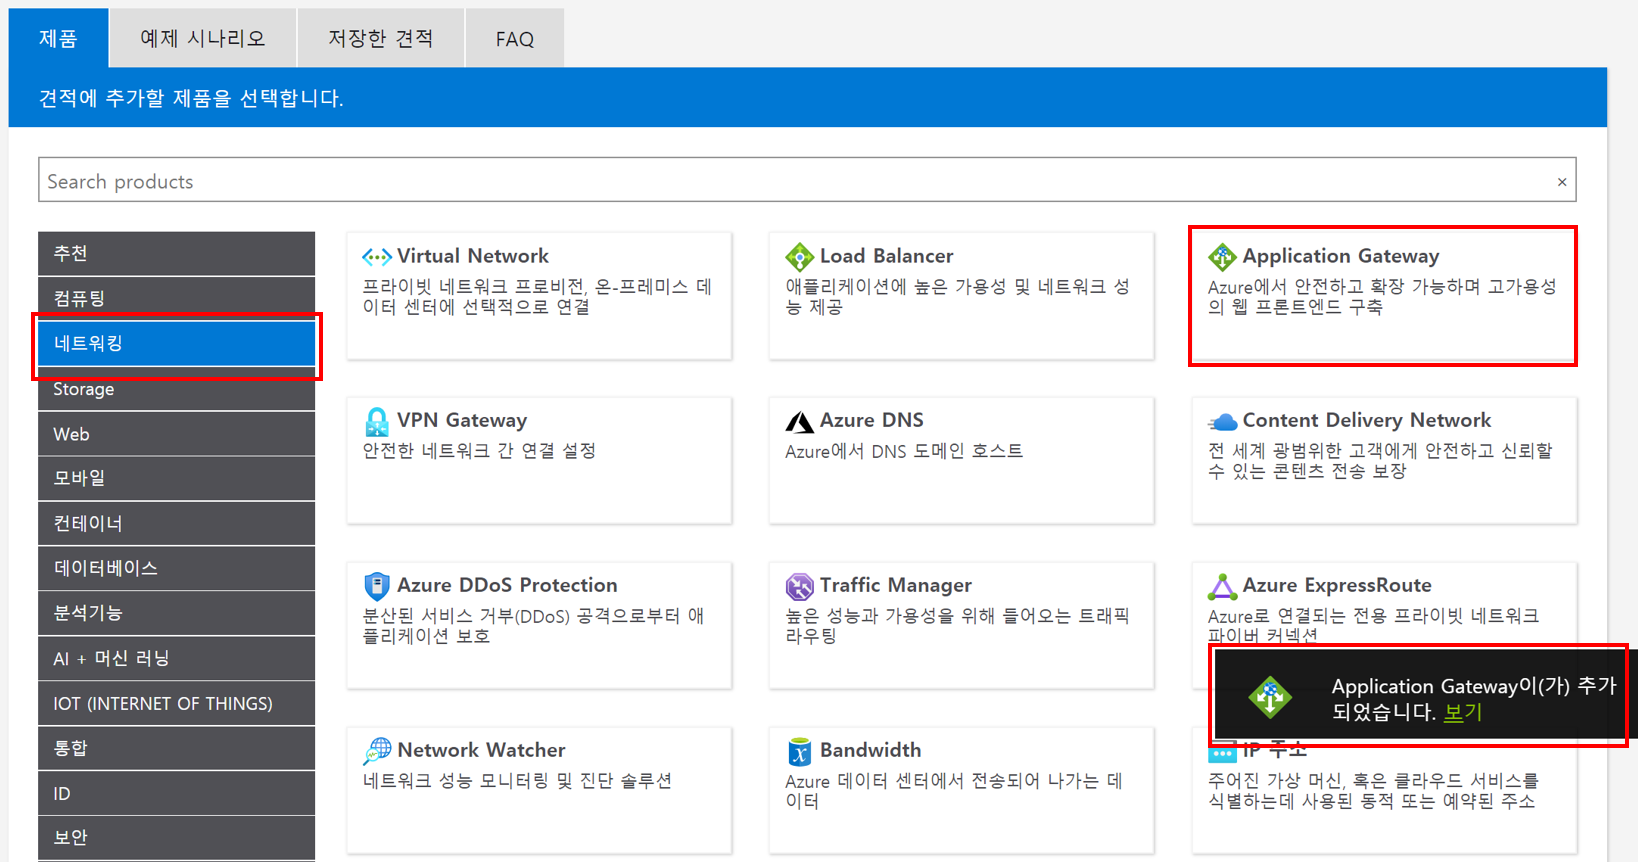 제품
예제 시나리오
저장한 견적
FAQ
견적에 추가할 제품을 선택합니다.
Search products
×
추천
컴퓨팅
네트워킹
Storage
Web
모바일
컨테이너
데이터베이스
분석기능
AI + 머신 러닝
IOT (INTERNET OF THINGS)
통합
ID
보안
Virtual Network
프라이빗 네트워크 프로비전, 온-프레미스 데
이터 센터에 선택적으로 연결
Load Balancer
애플리케이션에 높은 가용성 및 네트워크 성
능 제공
Application Gateway
Azure에서 안전하고 확장 가능하며 고가용성
의 웹 프론트엔드 구축
VPN Gateway
안전한 네트워크 간 연결 설정
Azure DNS
Azure에서 DNS 도메인 호스트
Content Delivery Network
전 세계 광범위한 고객에게 안전하고 신뢰할
수 있는 콘텐츠 전송 보장
Azure DDoS Protection
분산된 서비스 거부(DDoS) 공격으로부터 애
플리케이션 보호
Traffic Manager
높은 성능과 가용성을 위해 들어오는 트래픽
라우팅
Azure ExpressRoute
Azure로 연결되는 전용 프라이빗 네트워크
파이버 커넥션
Application Gateway이(가) 추가
되었습니다. 보기
Network Watcher
네트워크 성능 모니터링 및 진단 솔루션
Bandwidth
Azure 데이터 센터에서 전송되어 나가는 데
이터
IP 주소
주어진 가상 머신, 혹은 클라우드 서비스를
식별하는데 사용된 동적 또는 예약된 주소